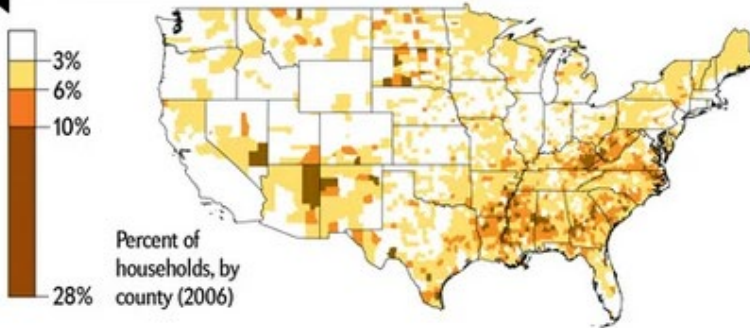 3%
6%
10%
28%
Percent of
households, by
county (2006)